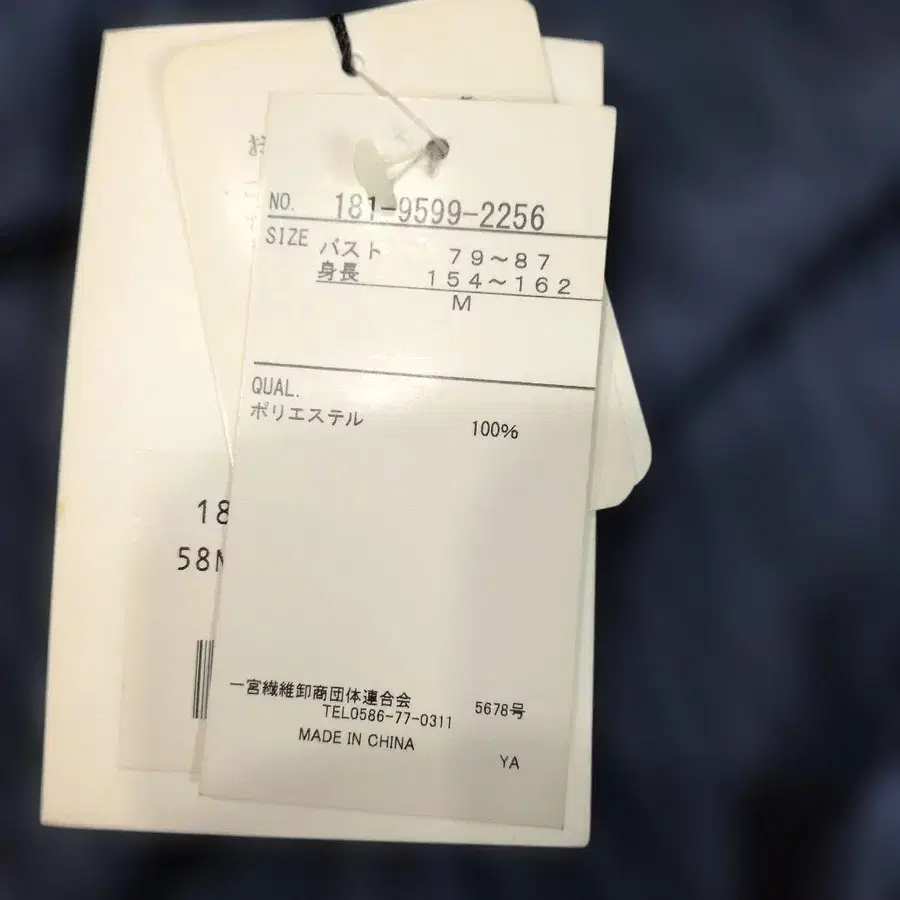 NO. 181-9599-2256
SIZE バスト 79～87
身長 154～162
M
QUAL.
ポリエステル 100%
一宮繊維卸商団体連合会 5678号
TEL0586-77-0311
MADE IN CHINA
YA
お
18
58